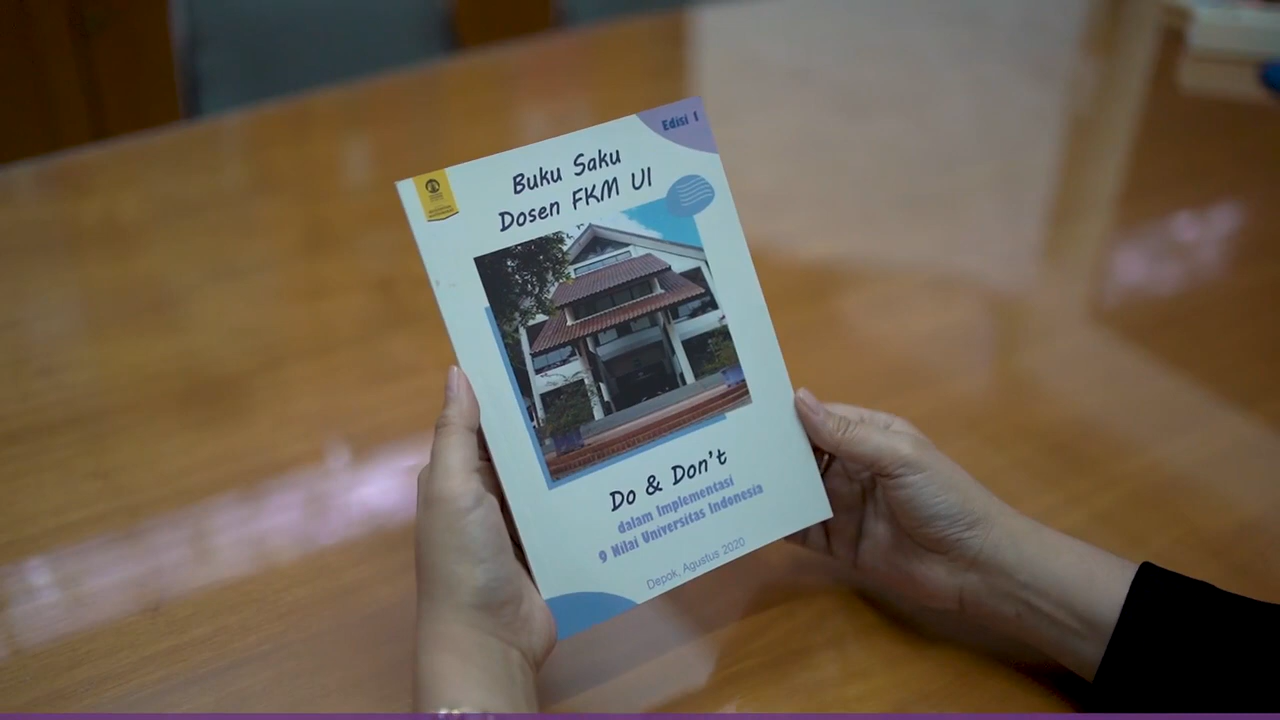 Edisi 1
Buku Saku
Dosen FKM UI
Do & Don't
dalam Implementasi
9 Nilai Universitas Indonesia
Depok, Agustus 2020